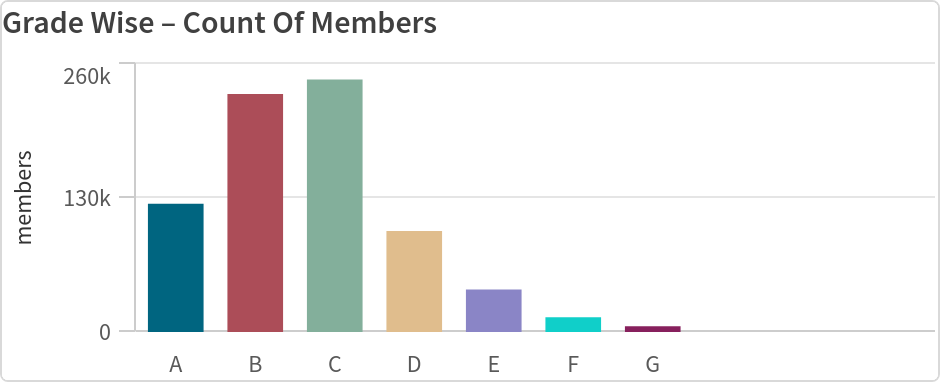 Grade Wise – Count Of Members
260k
130k
0
members
A B C D E F G